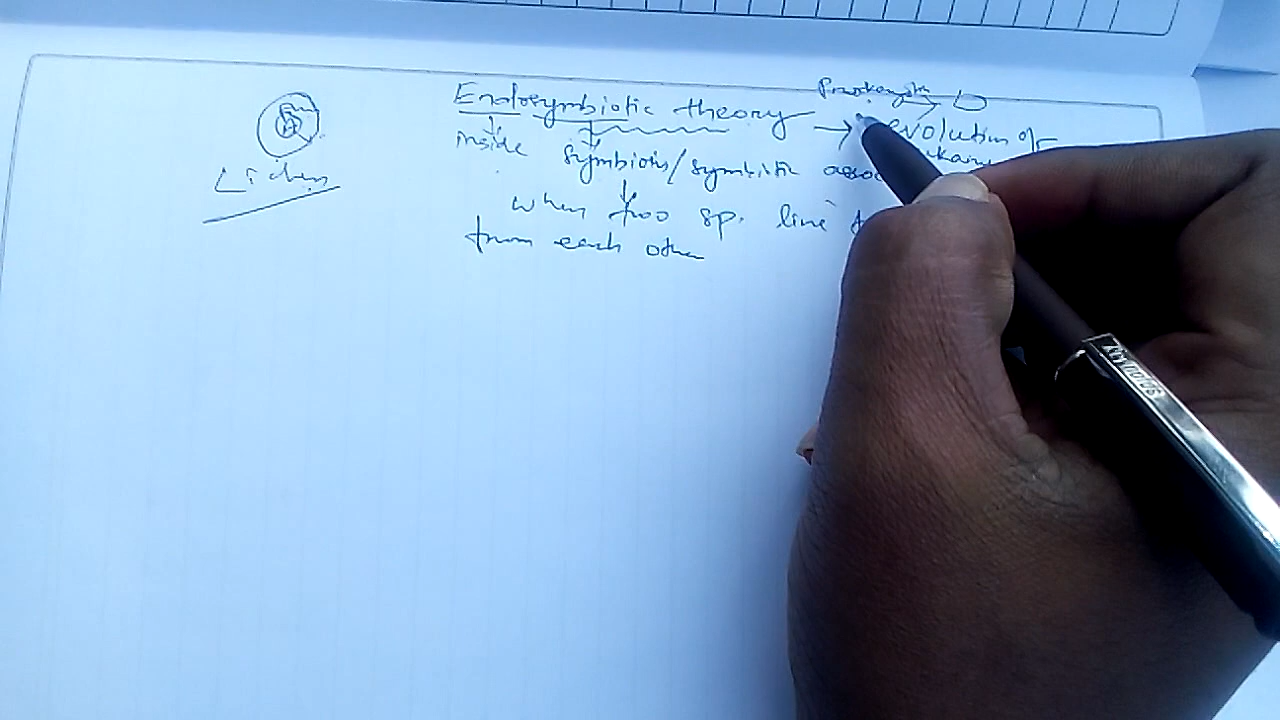 Prokaryotic
Endosymbiotic theory → evolution of
inside symbiosis/symbiotic asso
Lichen
when two sp. live
from each other